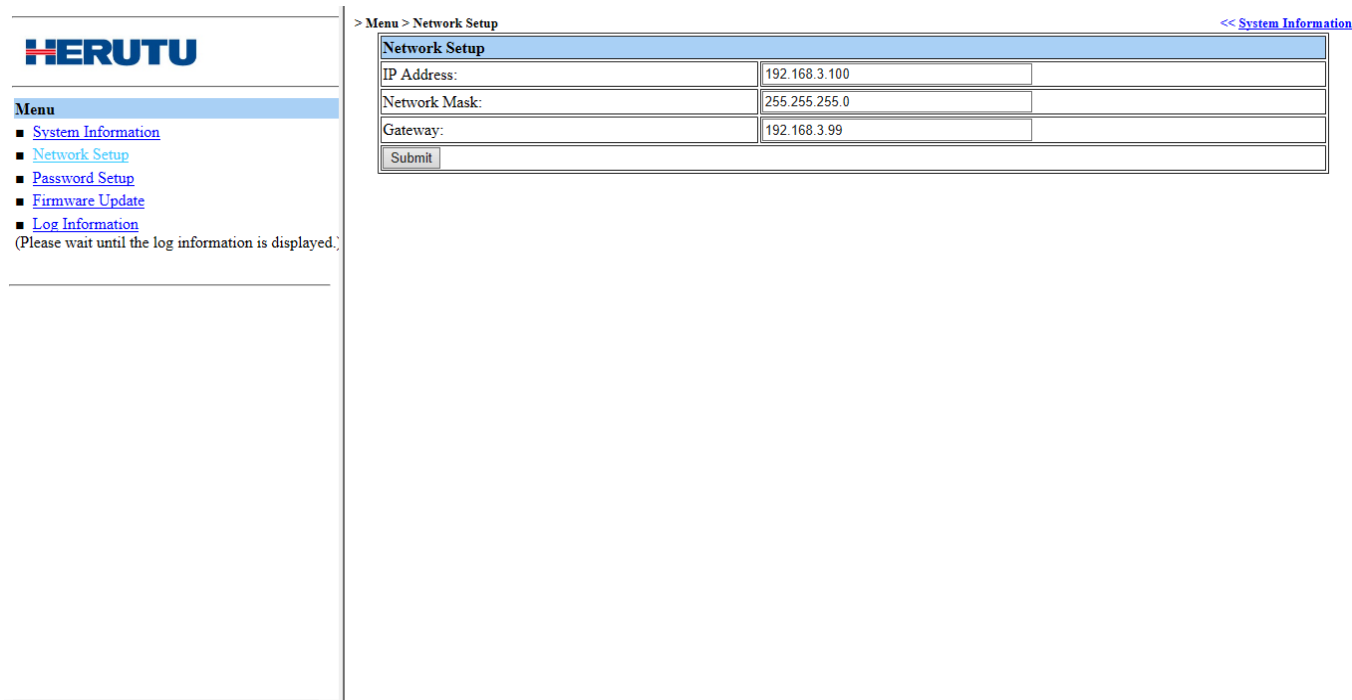 HERUTU
Menu
■ System Information
■ Network Setup
■ Password Setup
■ Firmware Update
■ Log Information
(Please wait until the log information is displayed.)
> Menu > Network Setup
<< System Information
Network Setup
IP Address: 192.168.3.100
Network Mask: 255.255.255.0
Gateway: 192.168.3.99
Submit